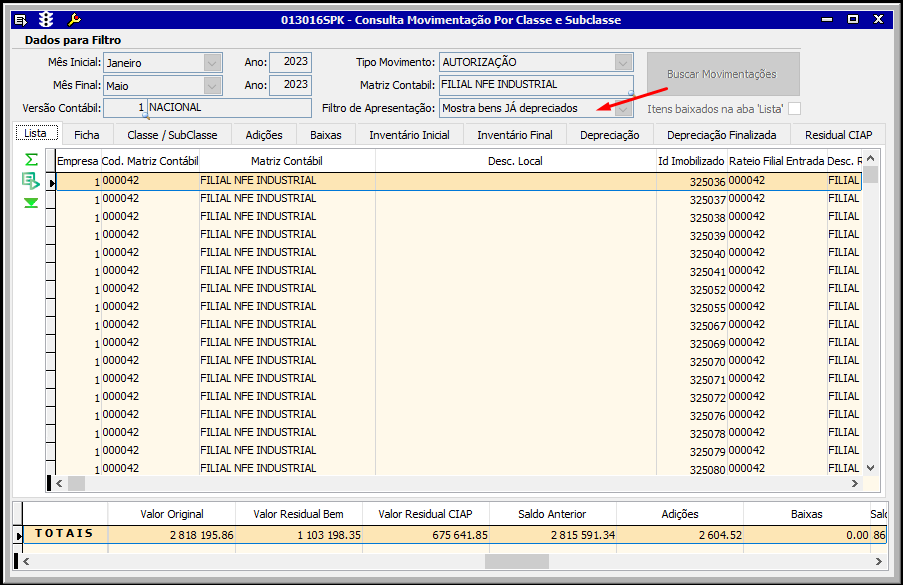 013016SPK - Consulta Movimentação Por Classe e Subclasse
Dados para Filtro
Mês Inicial: Janeiro Ano: 2023 Tipo Movimento: AUTORIZAÇÃO Buscar Movimentações
Mês Final: Maio Ano: 2023 Matriz Contabil: FILIAL NFE INDUSTRIAL
Versão Contábil: 1 NACIONAL Filtro de Apresentação: Mostra bens JÁ depreciados Itens baixados na aba 'Lista'
Lista Ficha Classe / SubClasse Adições Baixas Inventário Inicial Inventário Final Depreciação Depreciação Finalizada Residual CIAP
Empresa Cod. Matriz Contábil Matriz Contábil Desc. Local Id Imobilizado Rateio Filial Entrada Desc. R
1 000042 FILIAL NFE INDUSTRIAL 325036 000042 FILIAL
1 000042 FILIAL NFE INDUSTRIAL 325037 000042 FILIAL
1 000042 FILIAL NFE INDUSTRIAL 325038 000042 FILIAL
1 000042 FILIAL NFE INDUSTRIAL 325039 000042 FILIAL
1 000042 FILIAL NFE INDUSTRIAL 325040 000042 FILIAL
1 000042 FILIAL NFE INDUSTRIAL 325041 000042 FILIAL
1 000042 FILIAL NFE INDUSTRIAL 325052 000042 FILIAL
1 000042 FILIAL NFE INDUSTRIAL 325055 000042 FILIAL
1 000042 FILIAL NFE INDUSTRIAL 325067 000042 FILIAL
1 000042 FILIAL NFE INDUSTRIAL 325069 000042 FILIAL
1 000042 FILIAL NFE INDUSTRIAL 325070 000042 FILIAL
1 000042 FILIAL NFE INDUSTRIAL 325071 000042 FILIAL
1 000042 FILIAL NFE INDUSTRIAL 325072 000042 FILIAL
1 000042 FILIAL NFE INDUSTRIAL 325076 000042 FILIAL
1 000042 FILIAL NFE INDUSTRIAL 325078 000042 FILIAL
1 000042 FILIAL NFE INDUSTRIAL 325079 000042 FILIAL
1 000042 FILIAL NFE INDUSTRIAL 325080 000042 FILIAL
Valor Original Valor Residual Bem Valor Residual CIAP Saldo Anterior Adições Baixas Sald
TOTAIS 2 818 195.86 1 103 198.35 675 641.85 2 815 591.34 2 604.52 0.00 86